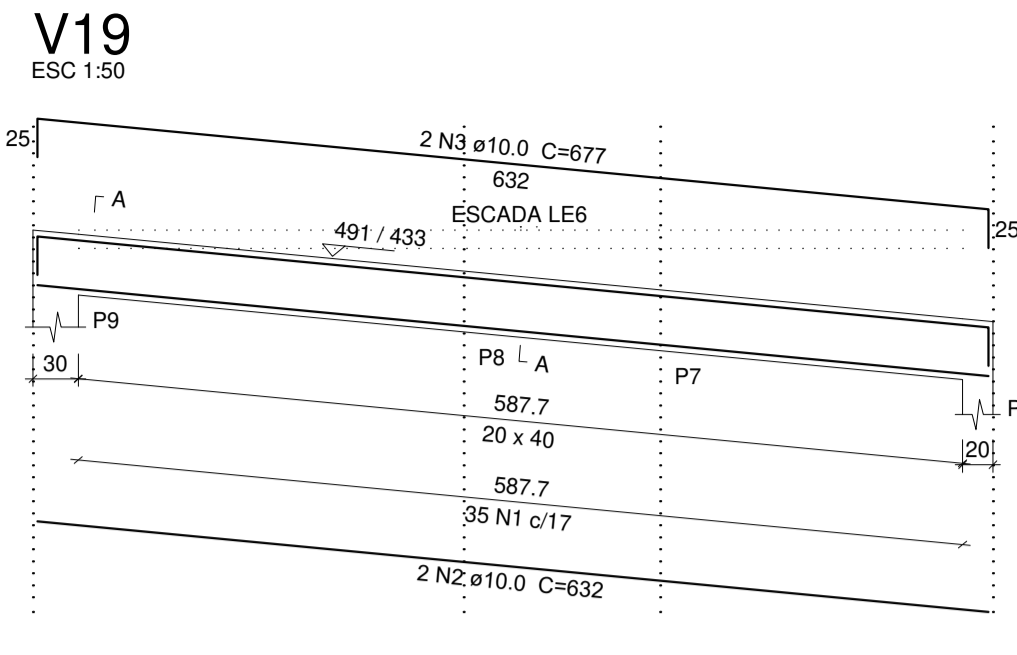 V19
ESC 1:50
25
2 N3 ø10.0 C=677
632
A
ESCADA LE6
491 / 433
25
P9
P8
A
P7
30
P
587.7
20 x 40
20
587.7
35 N1 c/17
2 N2 ø10.0 C=632